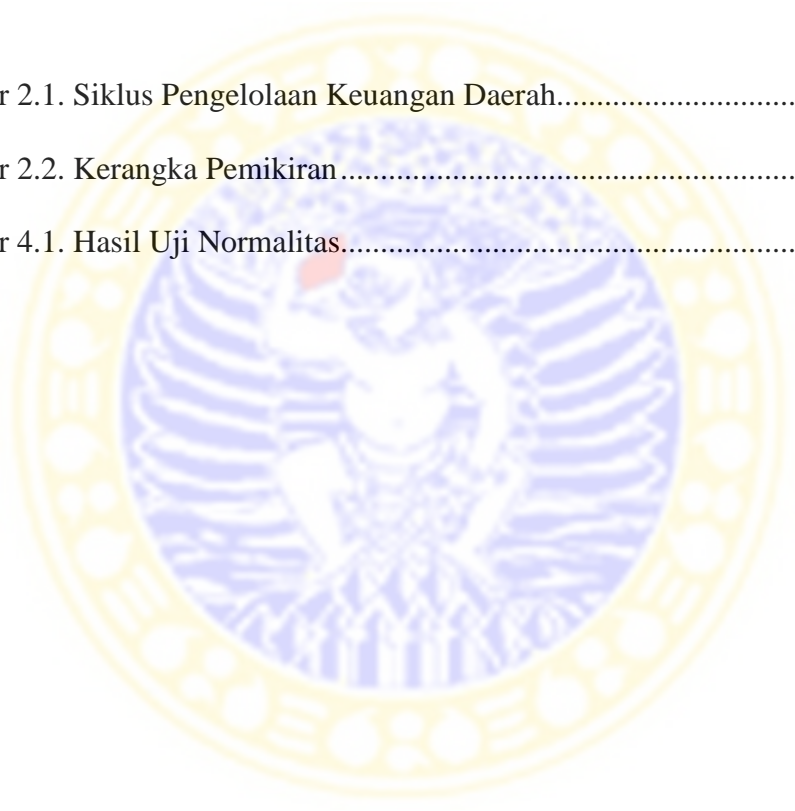 r 2.1. Siklus Pengelolaan Keuangan Daerah..............................
r 2.2. Kerangka Pemikiran..........................................................
r 4.1. Hasil Uji Normalitas.........................................................